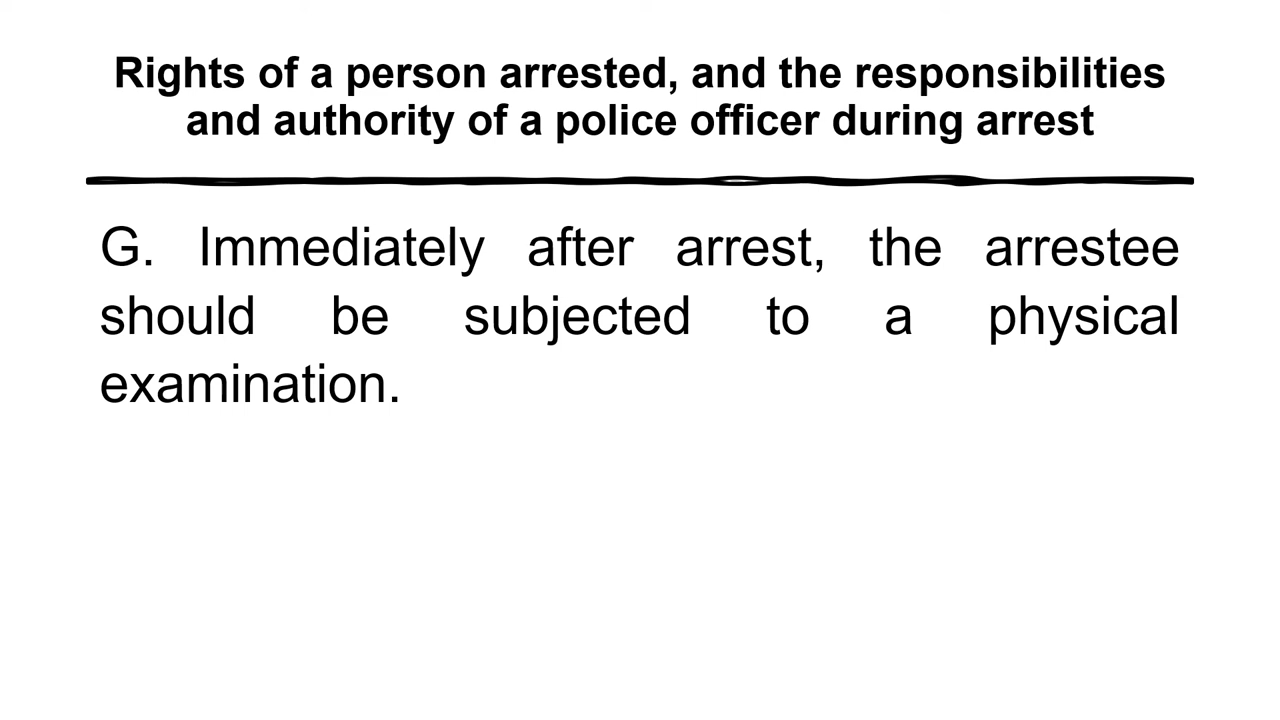 Rights of a person arrested, and the responsibilities
and authority of a police officer during arrest
G. Immediately after arrest, the arrestee
should be subjected to a physical
examination.